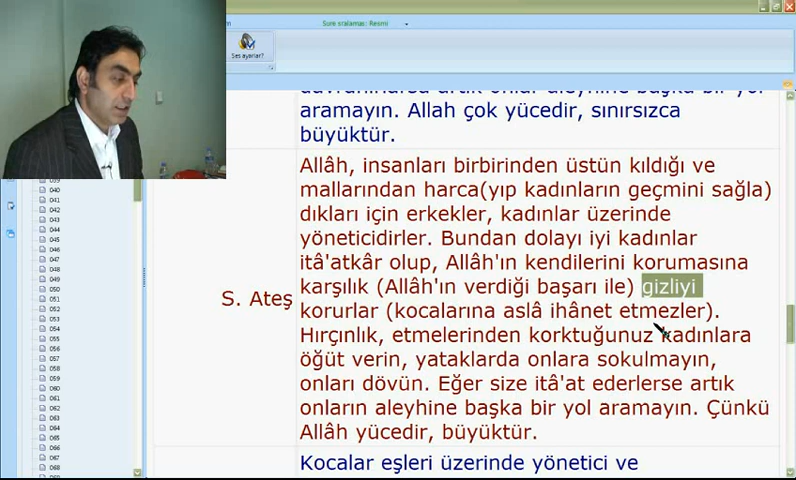 Sure sıralaması: Resmi
Ses ayarlar?
aramayın. Allah çok yücedir, sınırsızca
büyüktür.
S. Ateş
Allâh, insanları birbirinden üstün kıldığı ve
mallarından harca(yıp kadınların geçmini sağla)
dıkları için erkekler, kadınlar üzerinde
yöneticidirler. Bundan dolayı iyi kadınlar
itâ'atkâr olup, Allâh'ın kendilerini korumasına
karşılık (Allâh'ın verdiği başarı ile) gizliyi
korurlar (kocalarına aslâ ihânet etmezler).
Hırçınlık, etmelerinden korktuğunuz kadınlara
öğüt verin, yataklarda onlara sokulmayın,
onları dövün. Eğer size itâ'at ederlerse artık
onların aleyhine başka bir yol aramayın. Çünkü
Allâh yücedir, büyüktür.
Kocalar eşleri üzerinde yönetici ve
040
041
042
043
044
045
046
047
048
049
050
051
052
053
054
055
056
057
058
059
060
061
062
063
064
065
066
067
068